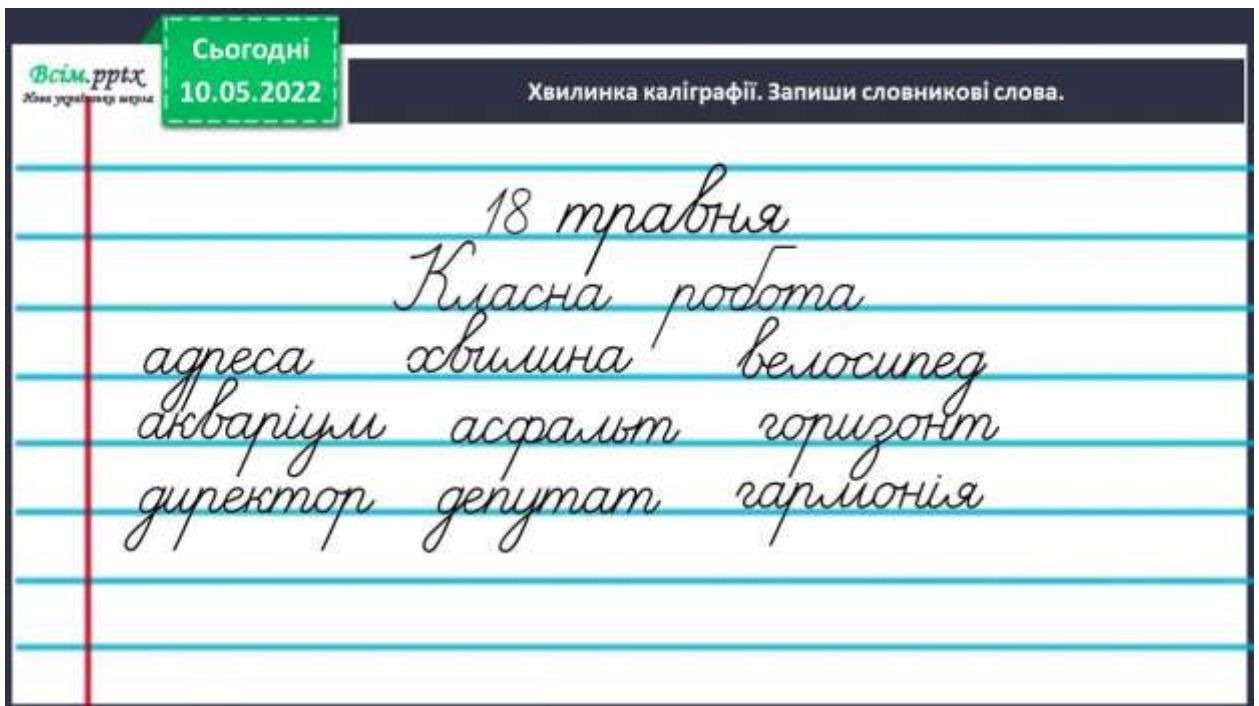 Всім.pptx
Нова українська школа
Сьогодні
10.05.2022
Хвилинка каліграфії. Запиши словникові слова.
18 травня
Класна робота
адреса хвилина велосипед
акваріум асфальт горизонт
директор депутат гармонія